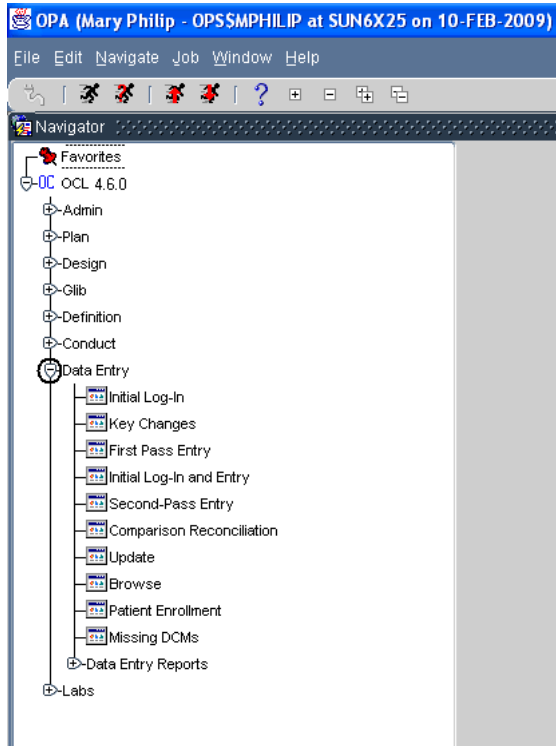 OPA (Mary Philip - OPS$MPHILIP at SUN6X25 on 10-FEB-2009)
File Edit Navigate Job Window Help
Navigator
Favorites
OC OCL 4.6.0
Admin
Plan
Design
Glib
Definition
Conduct
Data Entry
Initial Log-In
Key Changes
First Pass Entry
Initial Log-In and Entry
Second-Pass Entry
Comparison Reconciliation
Update
Browse
Patient Enrollment
Missing DCMs
Data Entry Reports
Labs